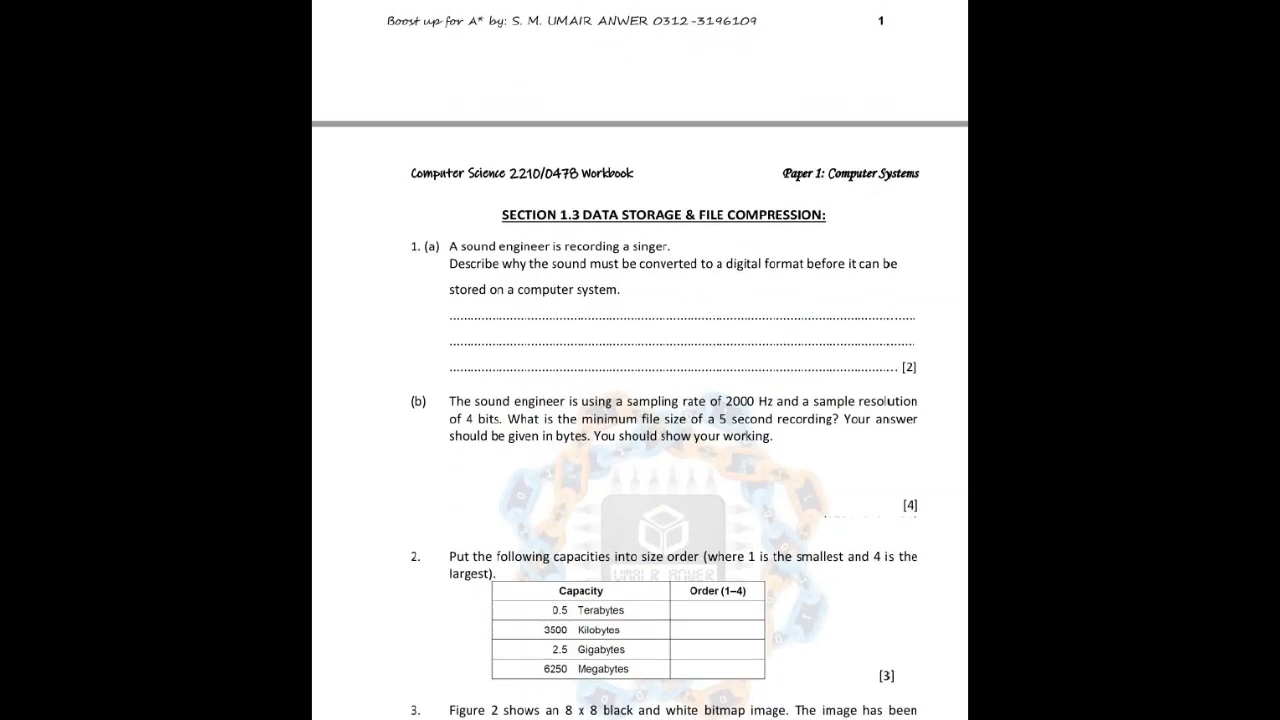 Boost up for A* by: S. M. UMAIR ANWER 0312-3196109 1
Computer Science 2210/0478 Workbook Paper 1: Computer Systems
SECTION 1.3 DATA STORAGE & FILE COMPRESSION:
1. (a) A sound engineer is recording a singer.
Describe why the sound must be converted to a digital format before it can be
stored on a computer system.
[2]
(b) The sound engineer is using a sampling rate of 2000 Hz and a sample resolution
of 4 bits. What is the minimum file size of a 5 second recording? Your answer
should be given in bytes. You should show your working.
[4]
2. Put the following capacities into size order (where 1 is the smallest and 4 is the
largest).
UMAIR ANWER
Capacity Order (1–4)
0.5 Terabytes
3500 Kilobytes
2.5 Gigabytes
6250 Megabytes
[3]
3. Figure 2 shows an 8 x 8 black and white bitmap image. The image has been